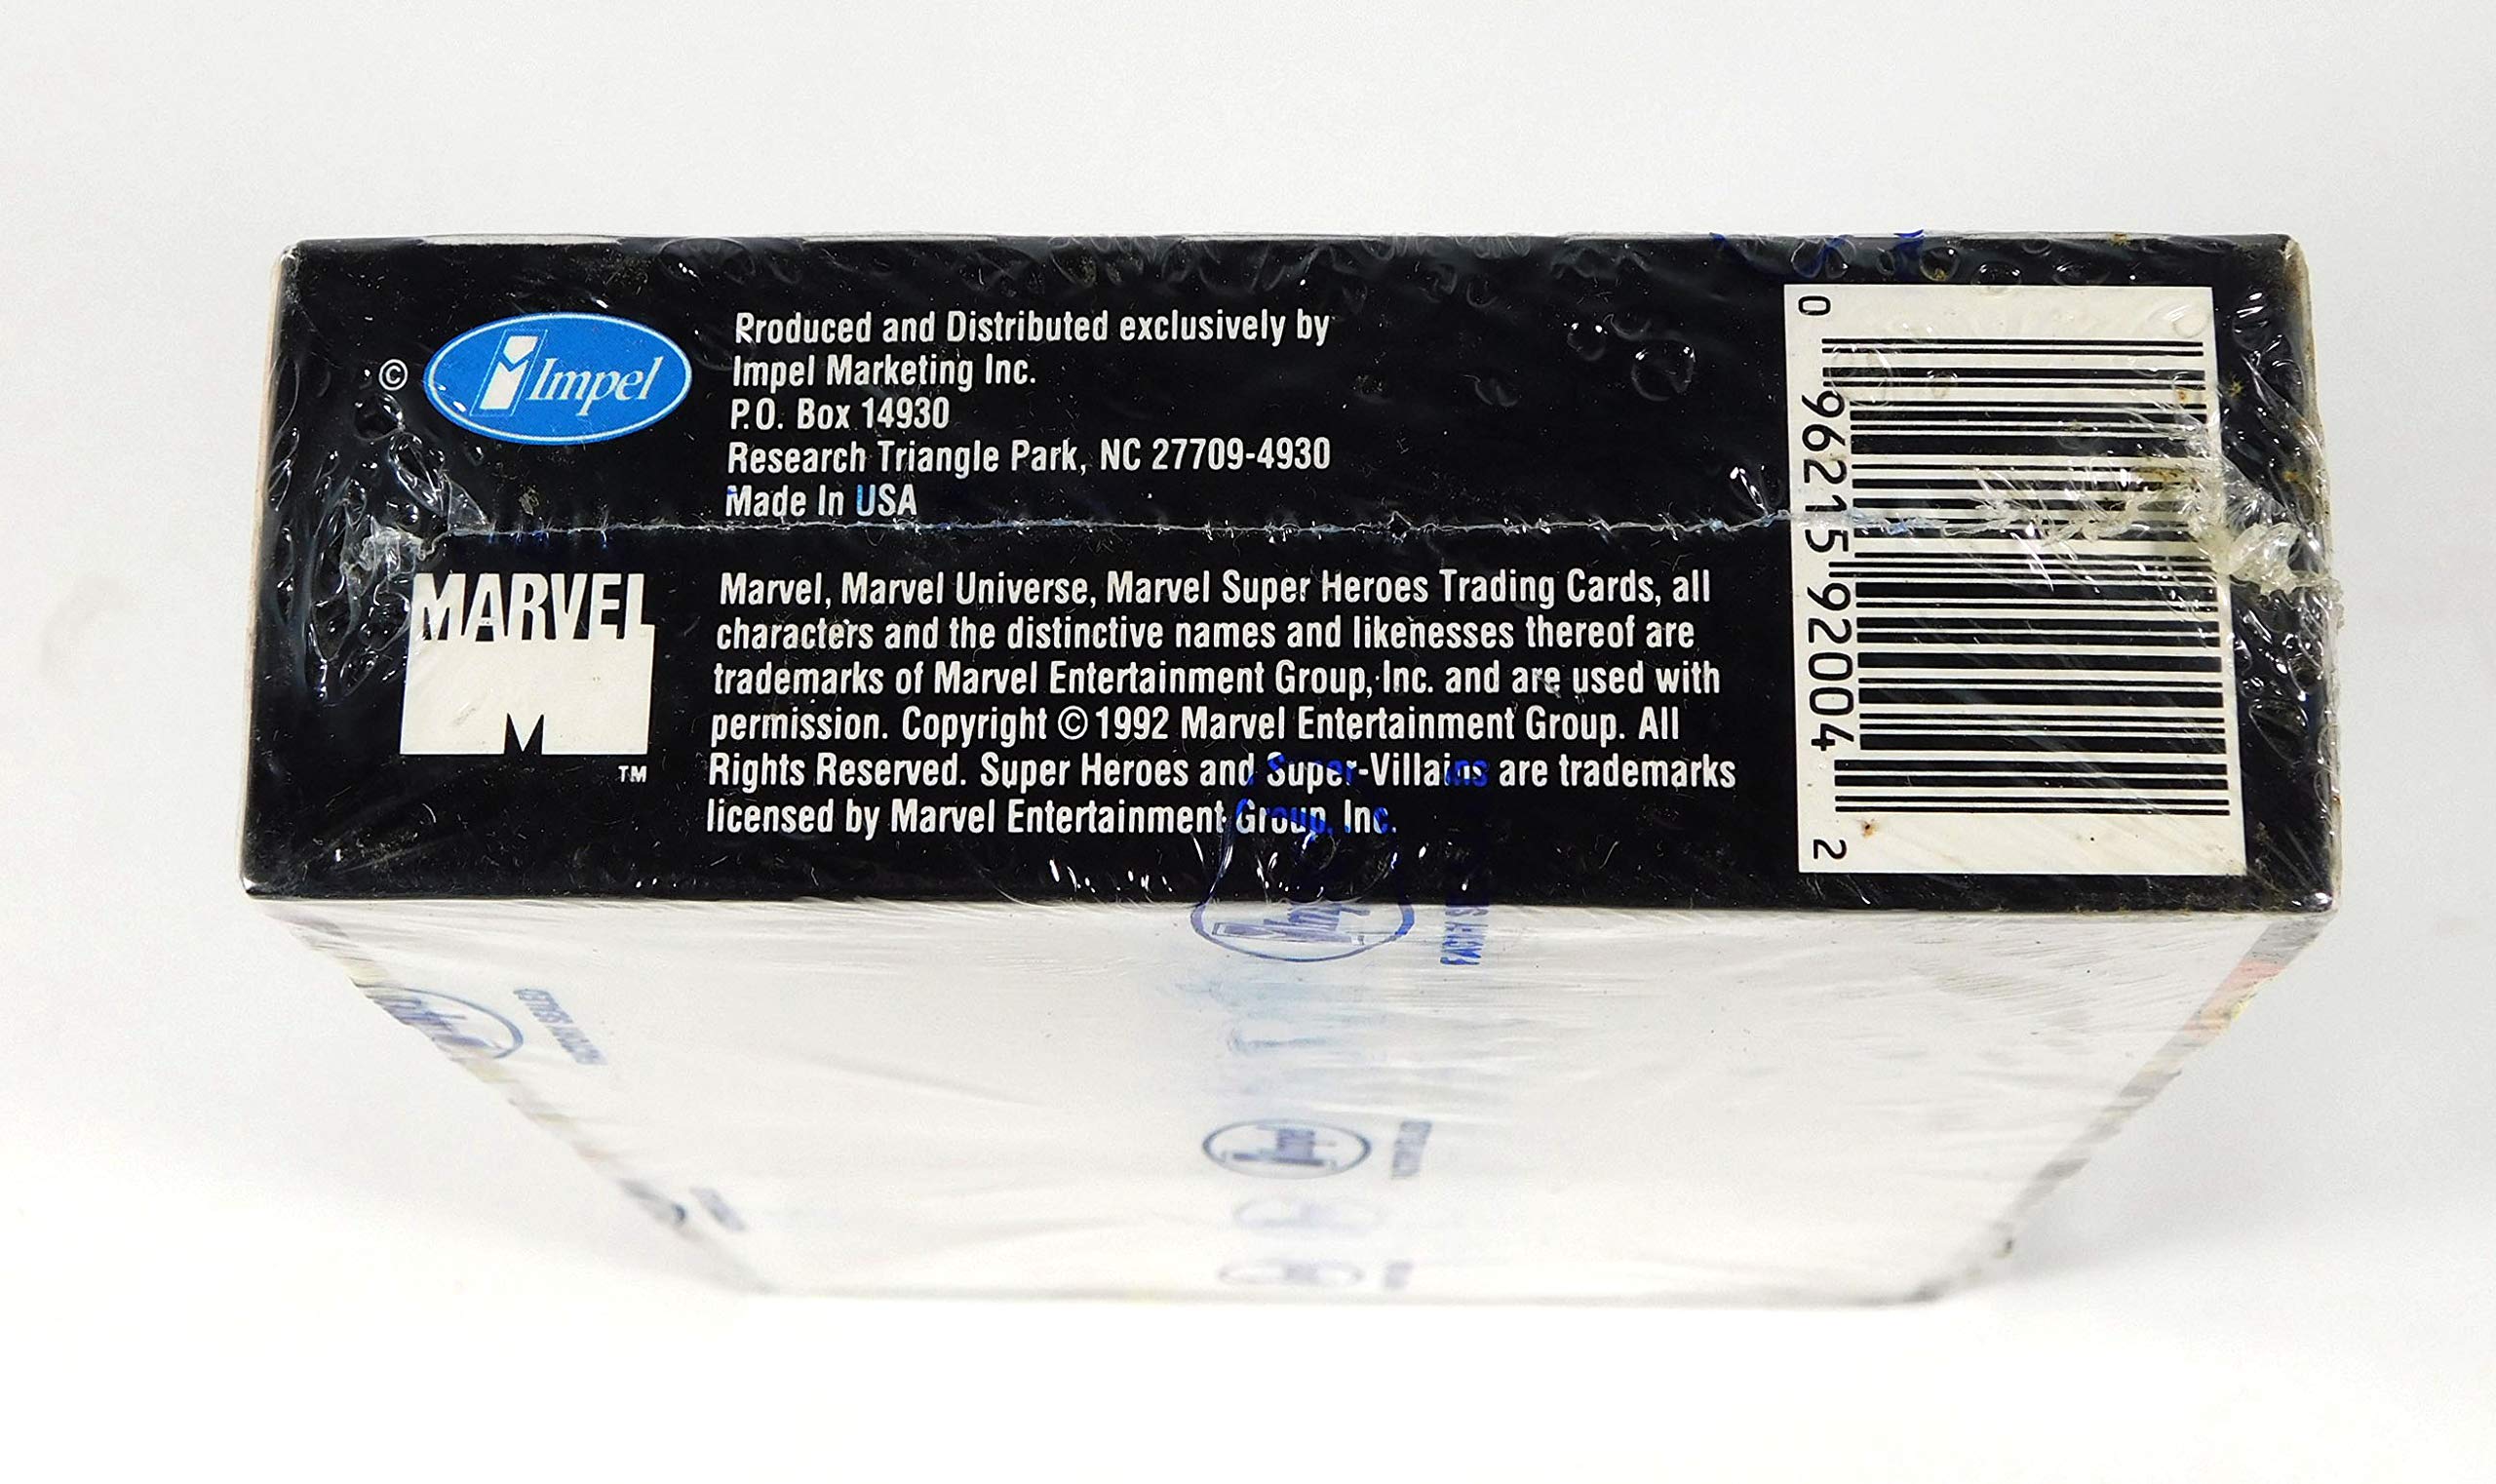 ©
Impel
Rroduced and Distributed exclusively by
Impel Marketing Inc.
P.O. Box 14930
Research Triangle Park, NC 27709-4930
Made In USA
MARVEL
M
TM
Marvel, Marvel Universe, Marvel Super Heroes Trading Cards, all
characters and the distinctive names and likenesses thereof are
trademarks of Marvel Entertainment Group, Inc. and are used with
permission. Copyright © 1992 Marvel Entertainment Group. All
Rights Reserved. Super Heroes and Super-Villains are trademarks
licensed by Marvel Entertainment Group, Inc.
0 96215 92004 2
Impel